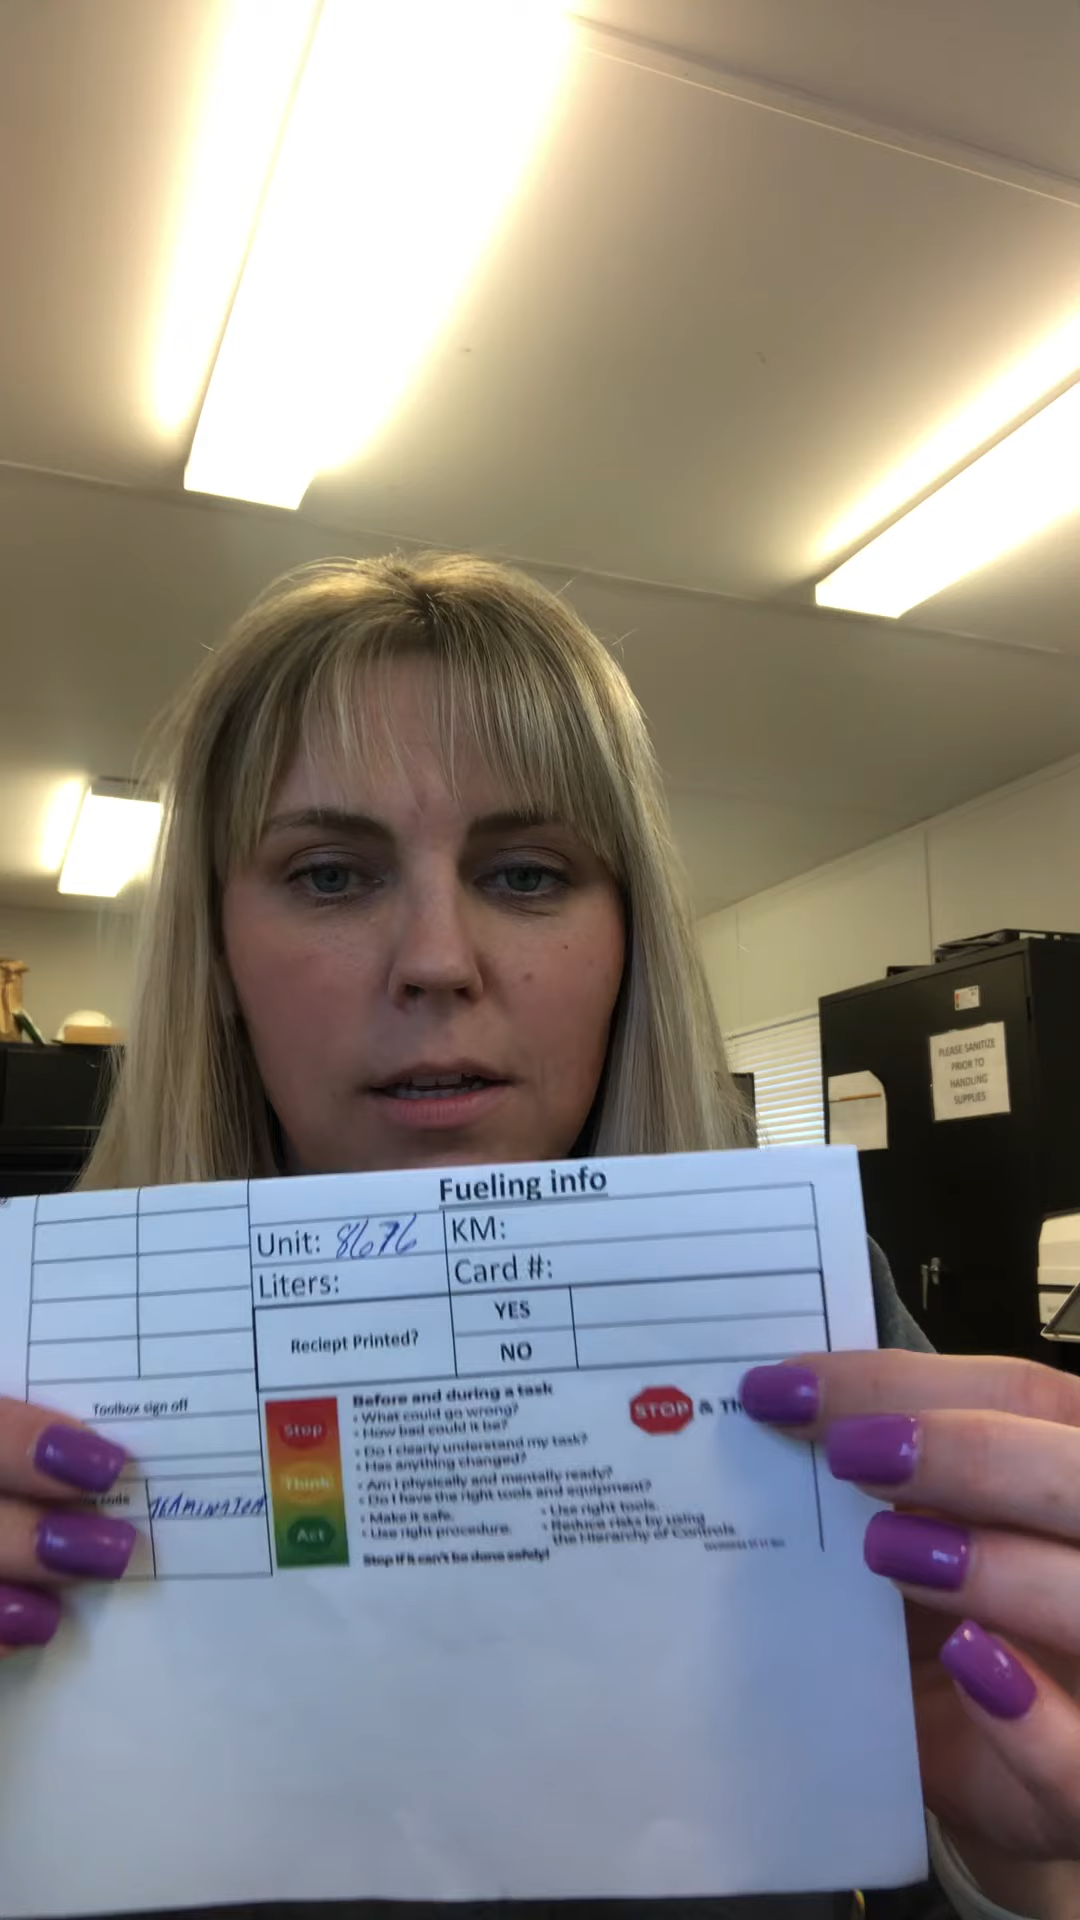 PLEASE SANITIZE
PRIOR TO
HANDLING
SUPPLIES
Fueling info
Unit: 8676
KM:
Liters:
Card #:
Reciept Printed?
YES
NO
Toolbox sign off
Stop
Think
Act
Before and during a task
• What could go wrong?
• How bad could it be?
• Do I clearly understand my task?
• Has anything changed?
• Am I physically and mentally ready?
• Do I have the right tools and equipment?
• Make it safe.
• Use right procedure.
• Use right tools.
• Reduce risks by using
the Hierarchy of Controls.
Stop if it can't be done safely!
STOP & Th